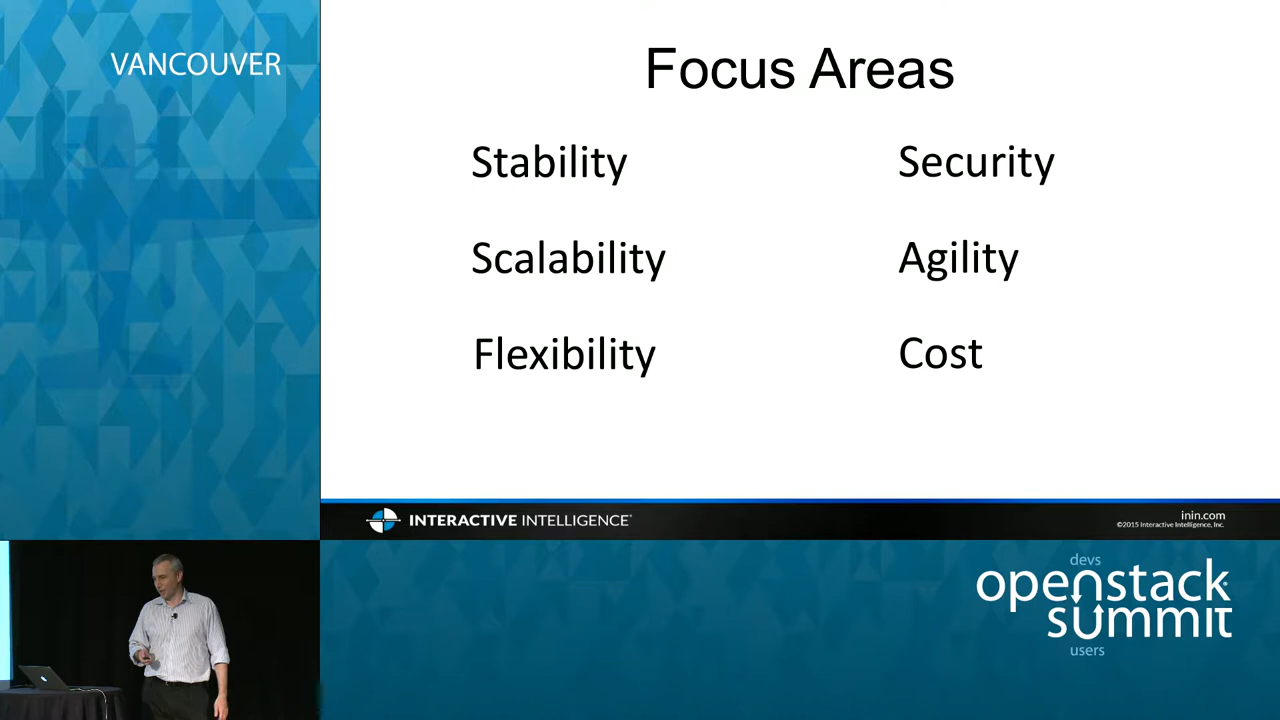 VANCOUVER
Focus Areas
Stability
Security
Scalability
Agility
Flexibility
Cost
INTERACTIVE INTELLIGENCE
inin.com
©2015 Interactive Intelligence, Inc.
devs
openstack
summit
users